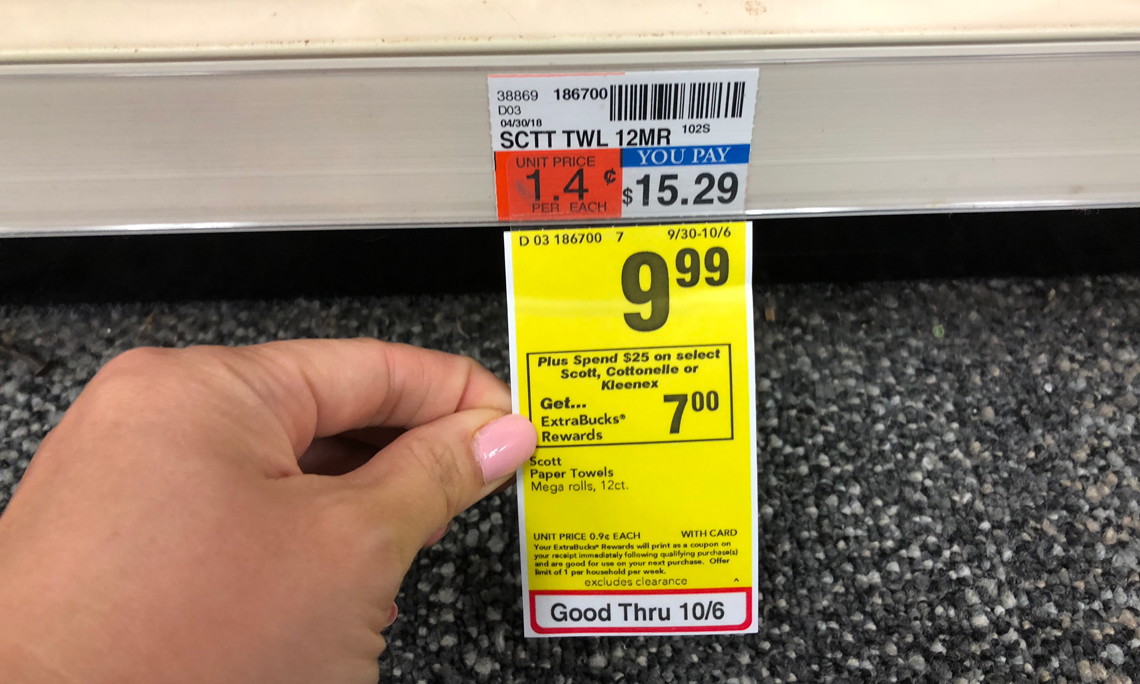 38869 186700
D03
04/30/18
SCTT TWL 12MR 102S
UNIT PRICE
1.4 ¢
PER EACH
YOU PAY
$15.29
D 03 186700 7 9/30-10/6
9 99
Plus Spend $25 on select
Scott, Cottonelle or
Kleenex
Get...
ExtraBucks®
Rewards
7 00
Scott
Paper Towels
Mega rolls, 12ct.
UNIT PRICE 0.9¢ EACH WITH CARD
Your ExtraBucks® Rewards will print as a coupon on
your receipt immediately following qualifying purchase(s)
and are good for use on your next purchase. Offer
limit of 1 per household per week.
excludes clearance ^
Good Thru 10/6